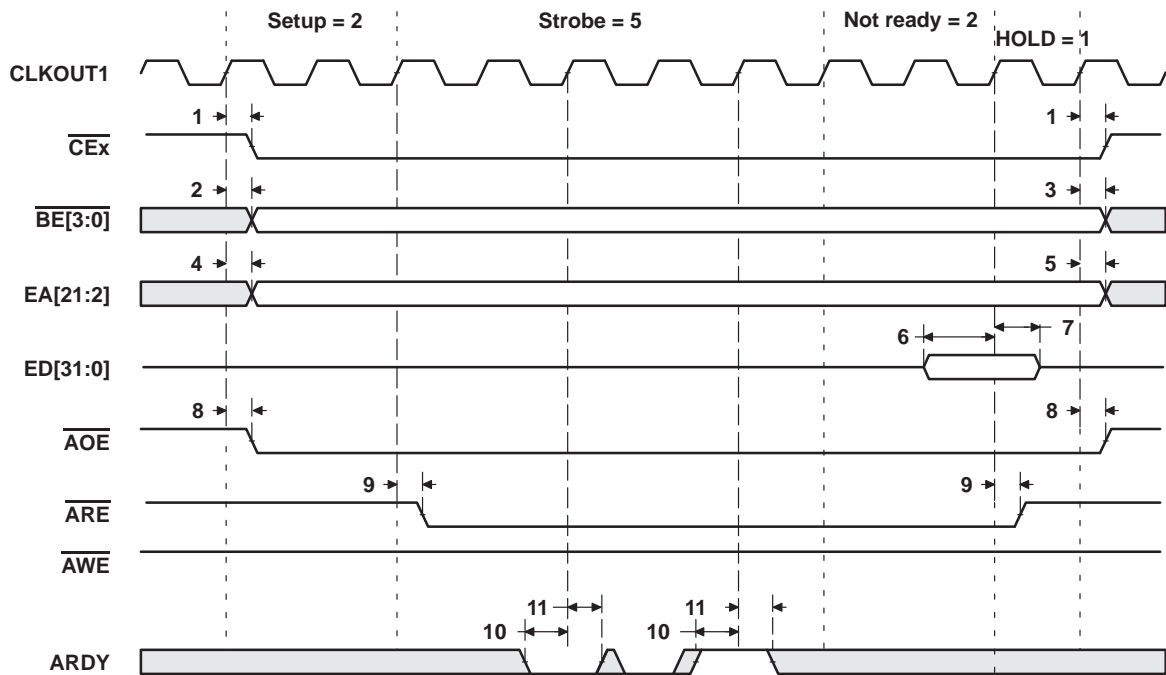 Setup = 2
Strobe = 5
Not ready = 2
HOLD = 1
CLKOUT1
1
1
CEx
2
3
BE[3:0]
4
5
EA[21:2]
6
7
ED[31:0]
8
8
AOE
9
9
ARE
AWE
11
11
10
10
ARDY